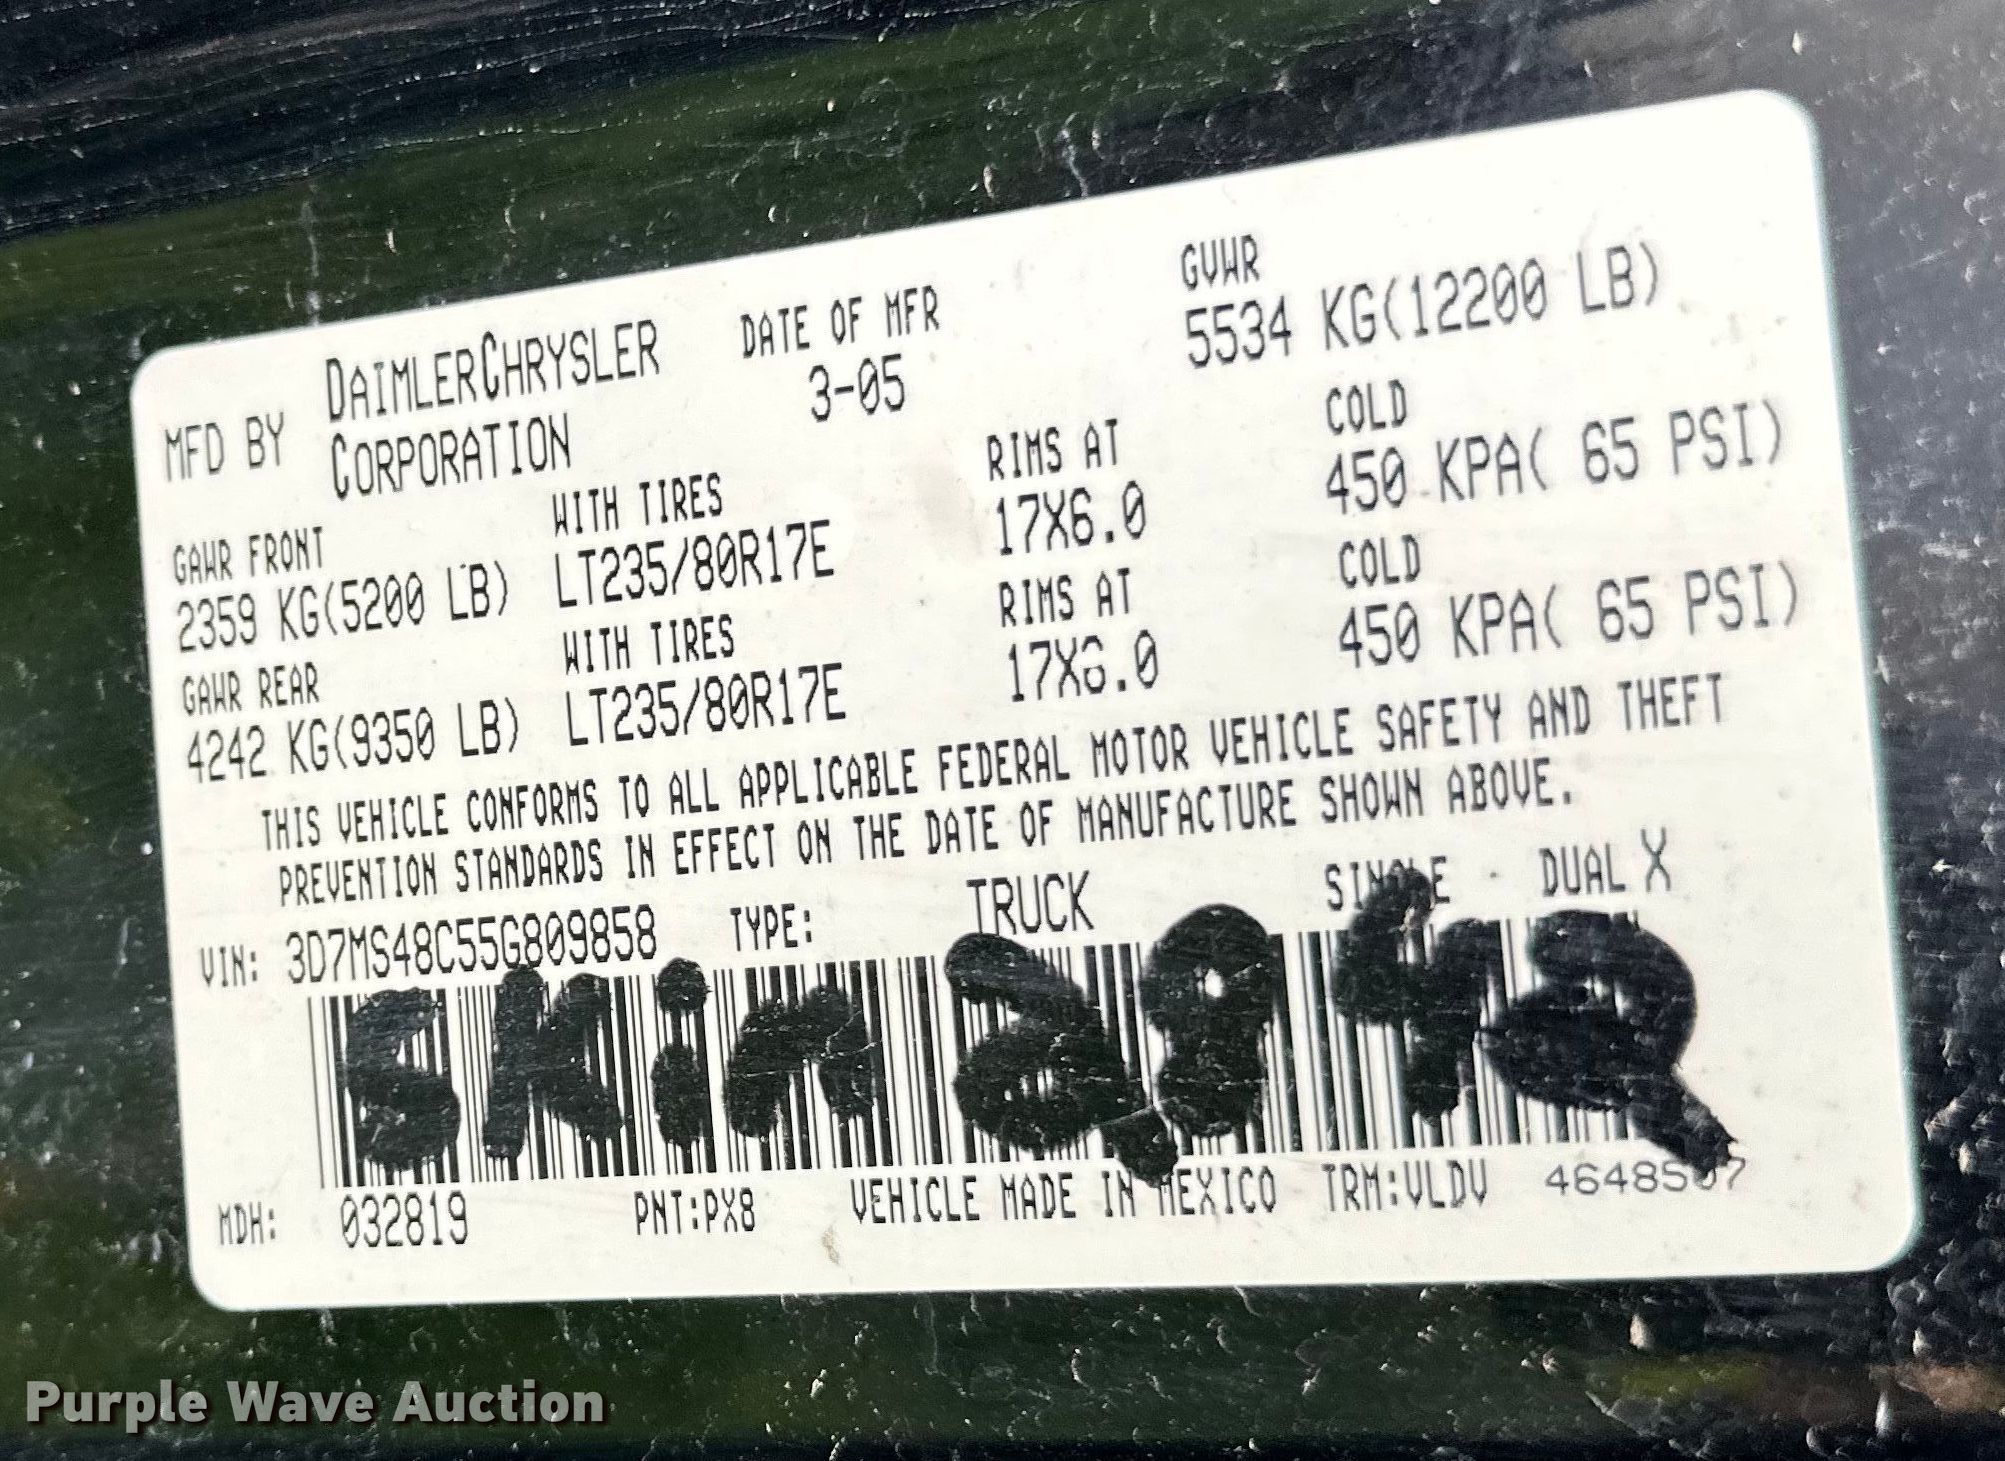 MFD BY DAIMLERCHRYSLER CORPORATION
DATE OF MFR
3-05
GVWR
5534 KG(12200 LB)
GAWR FRONT WITH TIRES RIMS AT COLD
2359 KG(5200 LB) LT235/80R17E 17X6.0 450 KPA( 65 PSI)
GAWR REAR WITH TIRES RIMS AT COLD
4242 KG(9350 LB) LT235/80R17E 17X6.0 450 KPA( 65 PSI)
THIS VEHICLE CONFORMS TO ALL APPLICABLE FEDERAL MOTOR VEHICLE SAFETY AND THEFT
PREVENTION STANDARDS IN EFFECT ON THE DATE OF MANUFACTURE SHOWN ABOVE.
VIN: 3D7MS48C55G809858 TYPE: TRUCK SINGLE DUAL X
MDH: 032819 PNT:PX8 VEHICLE MADE IN MEXICO TRM:VLDV
Purple Wave Auction